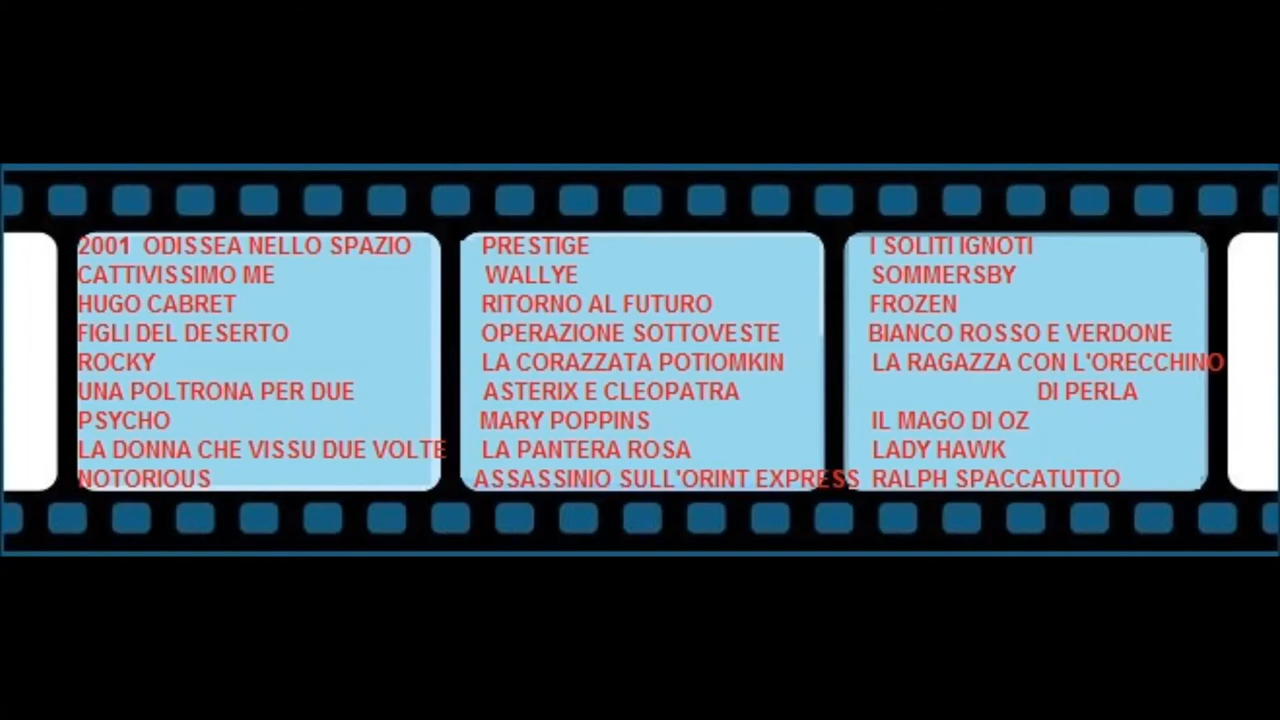 2001 ODISSEA NELLO SPAZIO
CATTIVISSIMO ME
HUGO CABRET
FIGLI DEL DESERTO
ROCKY
UNA POLTRONA PER DUE
PSYCHO
LA DONNA CHE VISSU DUE VOLTE
NOTORIOUS
PRESTIGE
WALLYE
RITORNO AL FUTURO
OPERAZIONE SOTTOVESTE
LA CORAZZATA POTIOMKIN
ASTERIX E CLEOPATRA
MARY POPPINS
LA PANTERA ROSA
ASSASSINIO SULL'ORINT EXPRESS
I SOLITI IGNOTI
SOMMERSBY
FROZEN
BIANCO ROSSO E VERDONE
LA RAGAZZA CON L'ORECCHINO
DI PERLA
IL MAGO DI OZ
LADY HAWK
RALPH SPACCATUTTO